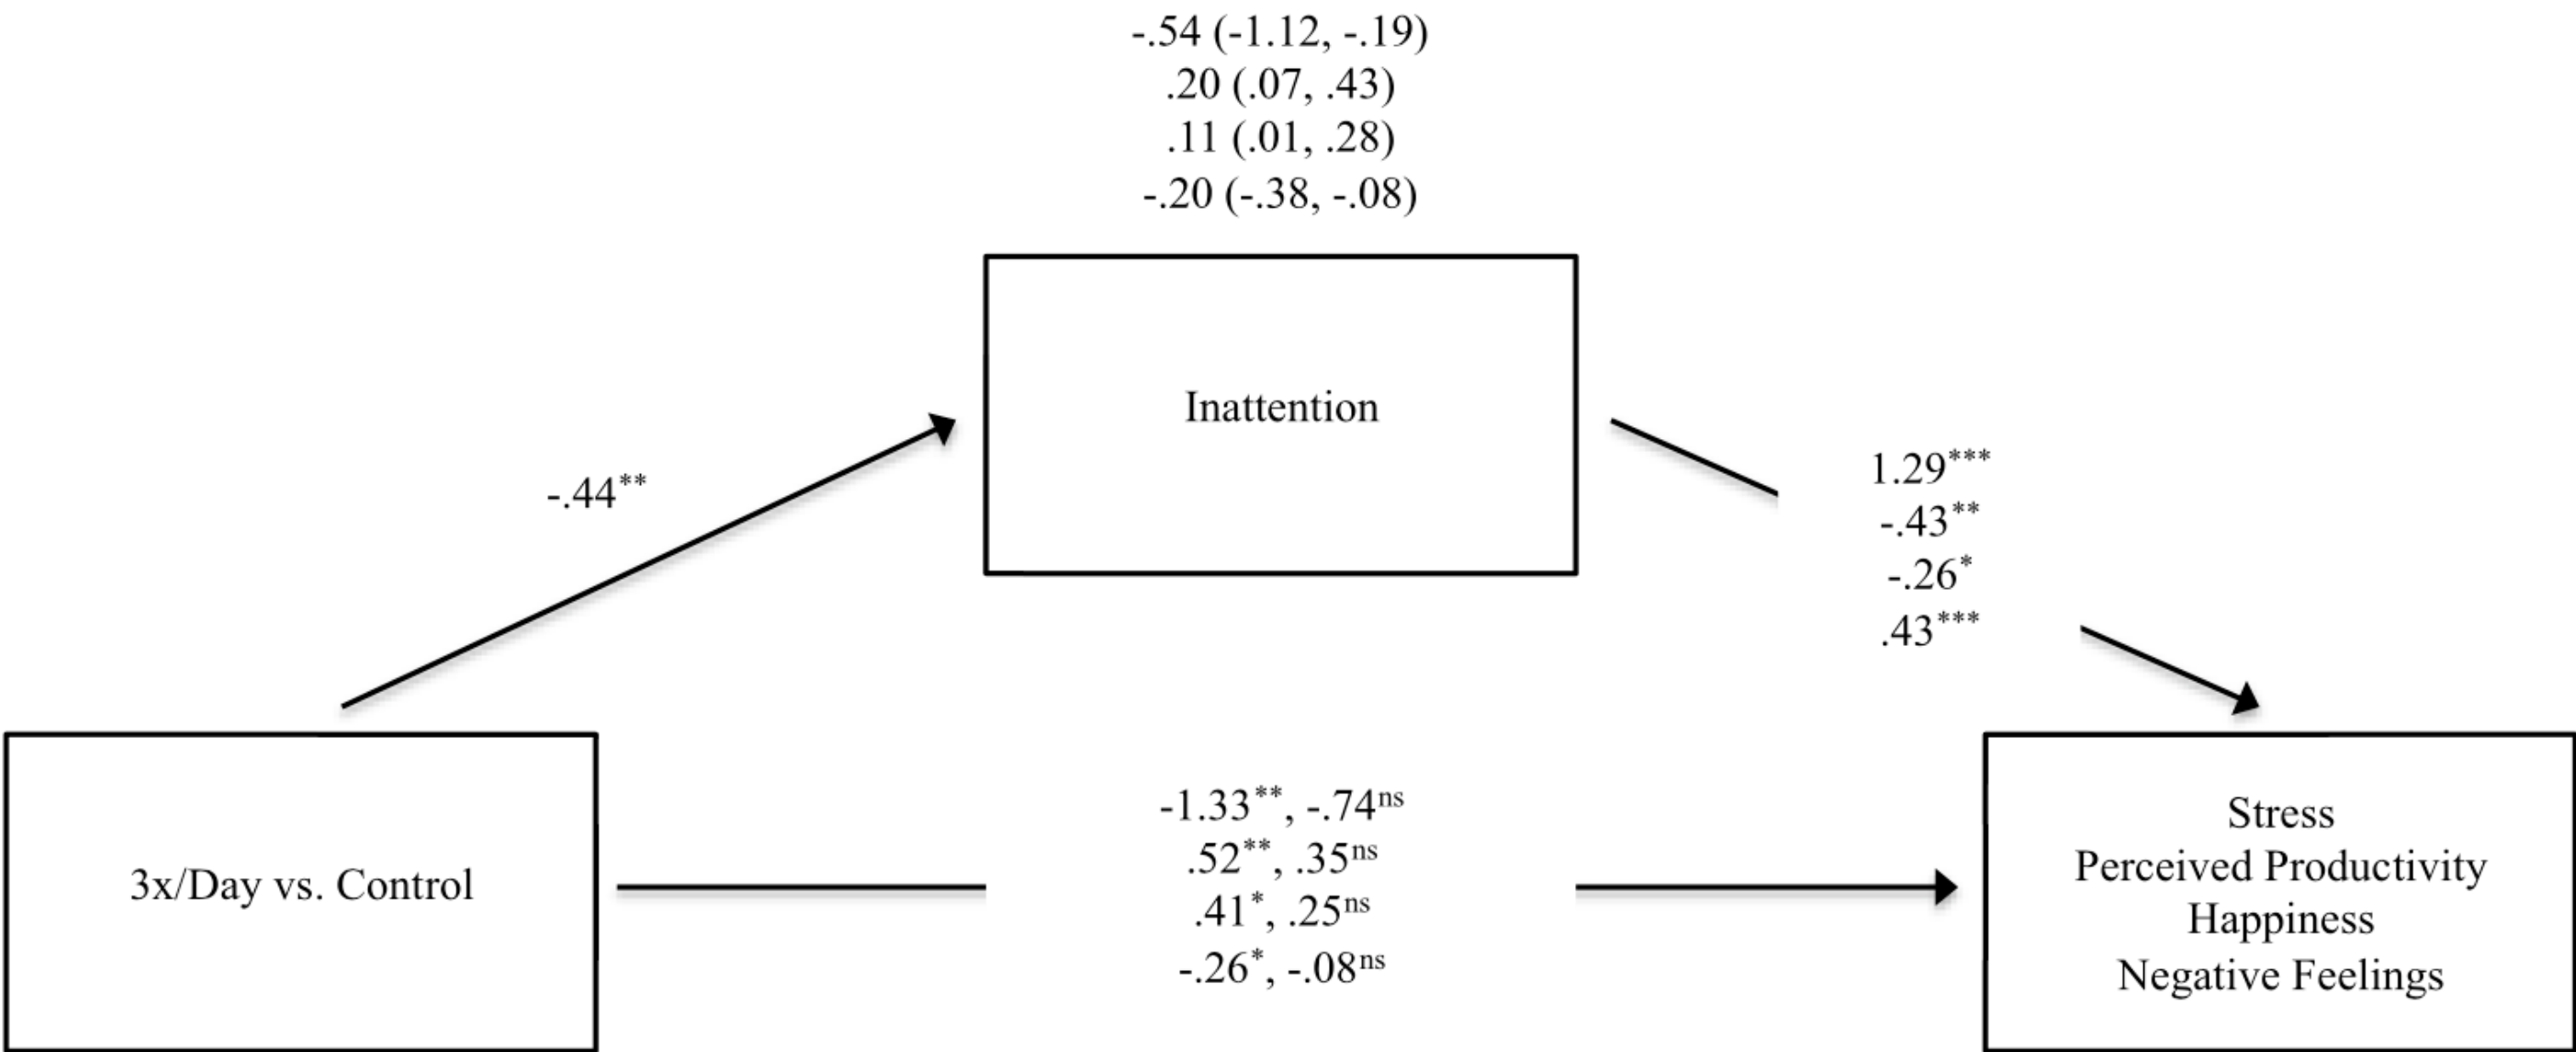 -.54 (-1.12, -.19)
.20 (.07, .43)
.11 (.01, .28)
-.20 (-.38, -.08)
Inattention
-.44**
1.29***
-.43**
-.26*
.43***
3x/Day vs. Control
-1.33**, -.74ns
.52**, .35ns
.41*, .25ns
-.26*, -.08ns
Stress
Perceived Productivity
Happiness
Negative Feelings